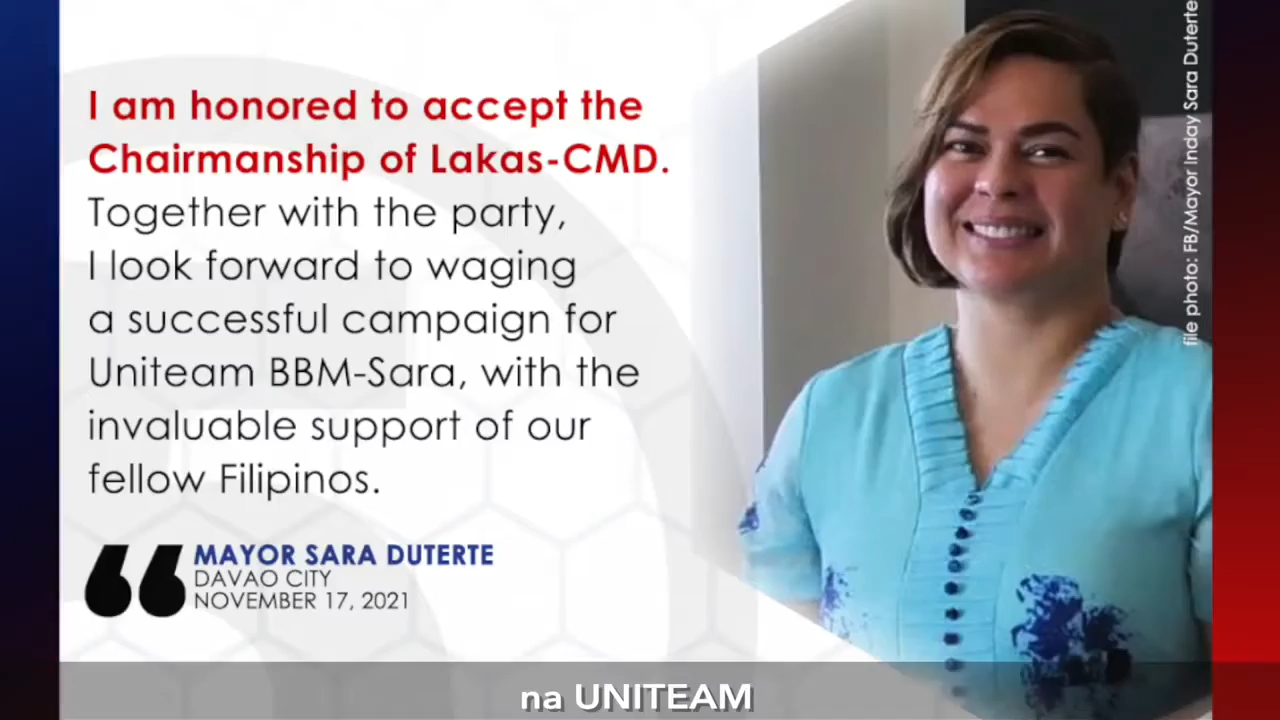 I am honored to accept the
Chairmanship of Lakas-CMD.
Together with the party,
I look forward to waging
a successful campaign for
Uniteam BBM-Sara, with the
invaluable support of our
fellow Filipinos.
MAYOR SARA DUTERTE
DAVAO CITY
NOVEMBER 17, 2021
file photo: FB/Mayor Inday Sara Duterte
na UNITEAM